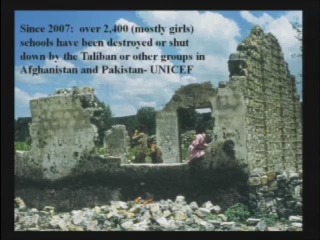 Since 2007:  over 2,400 (mostly girls)
schools have been destroyed or shut
down by the Taliban or other groups in
Afghanistan and Pakistan- UNICEF